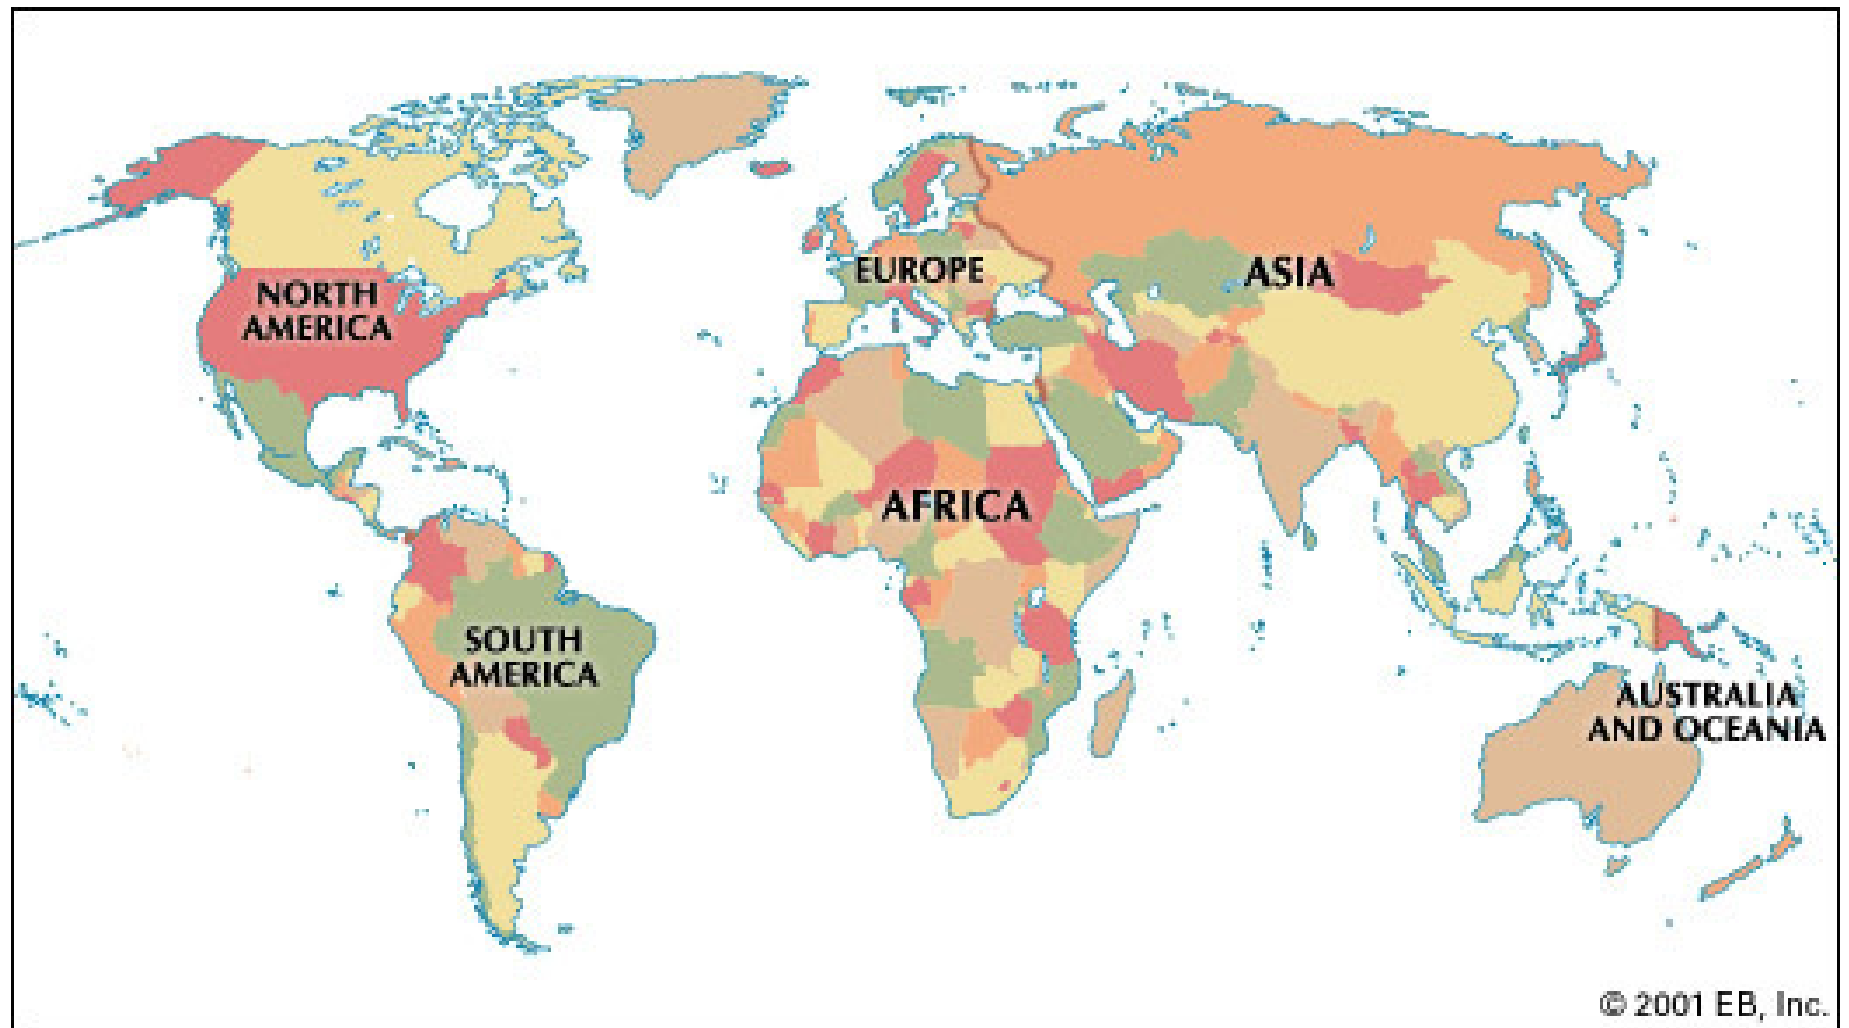 NORTH
AMERICA
EUROPE
ASIA
AFRICA
SOUTH
AMERICA
AUSTRALIA
AND OCEANIA
© 2001 EB, Inc.